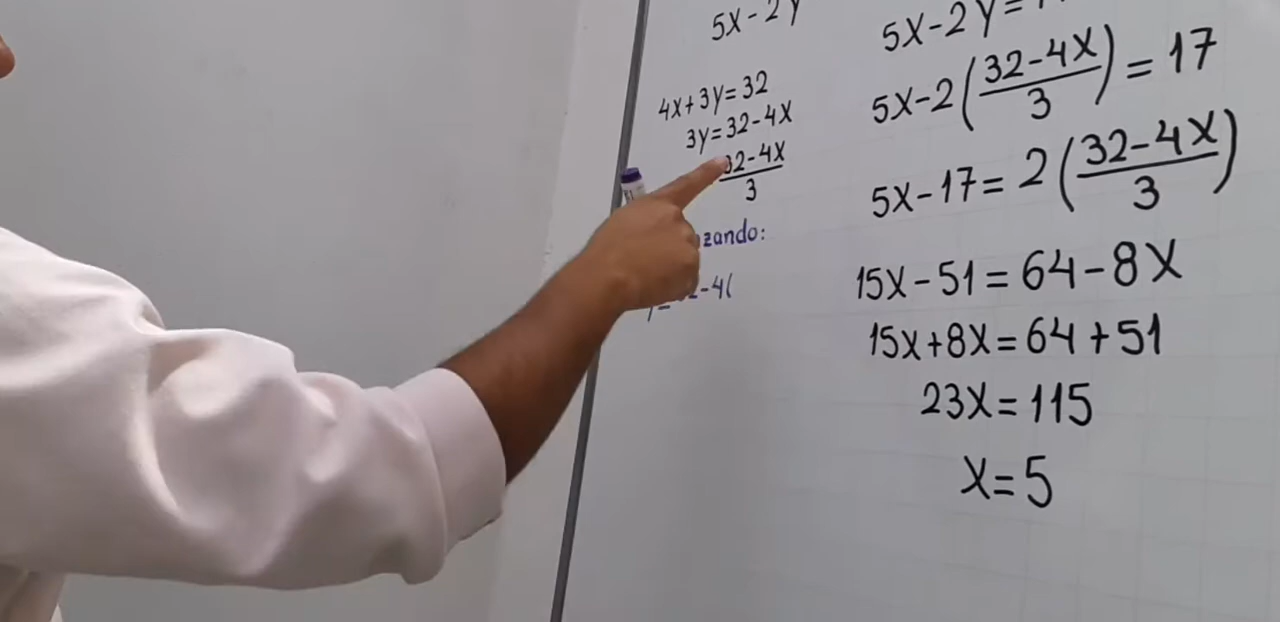 5X-2Y
4X+3Y=32
3Y=32-4X
32-4X
3
zando:
-4(
5X-2Y=
5X-2(32-4X/3)=17
5X-17=2(32-4X/3)
15X-51=64-8X
15X+8X=64+51
23X=115
X=5